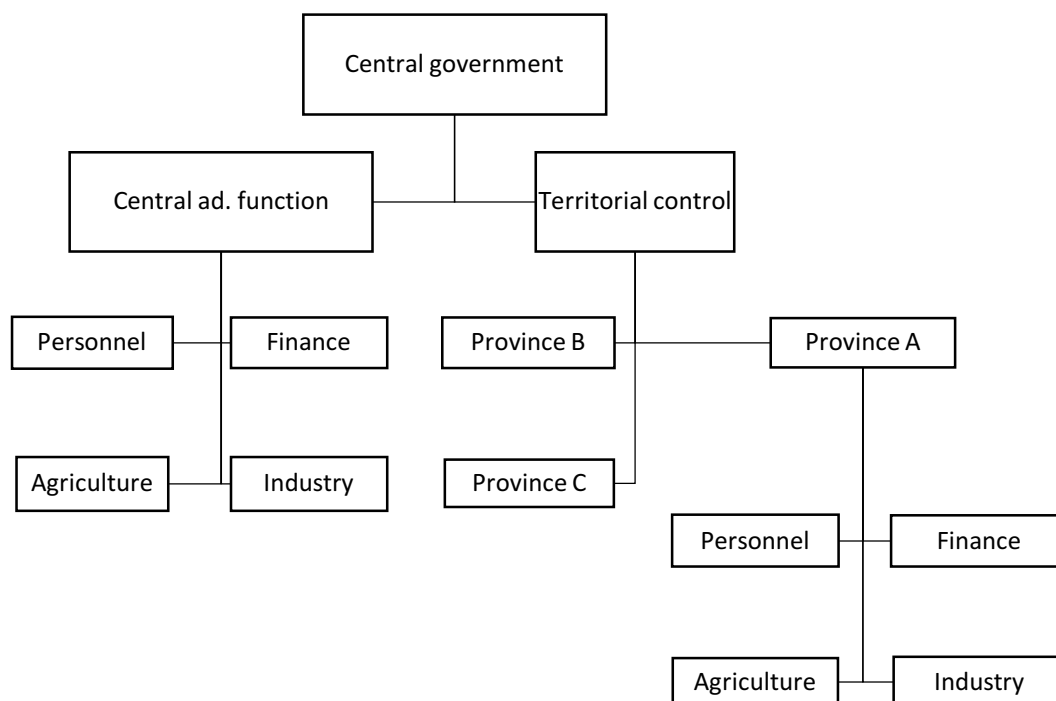 Central government
Central ad. function
Territorial control
Personnel
Finance
Province B
Province A
Agriculture
Industry
Province C
Personnel
Finance
Agriculture
Industry